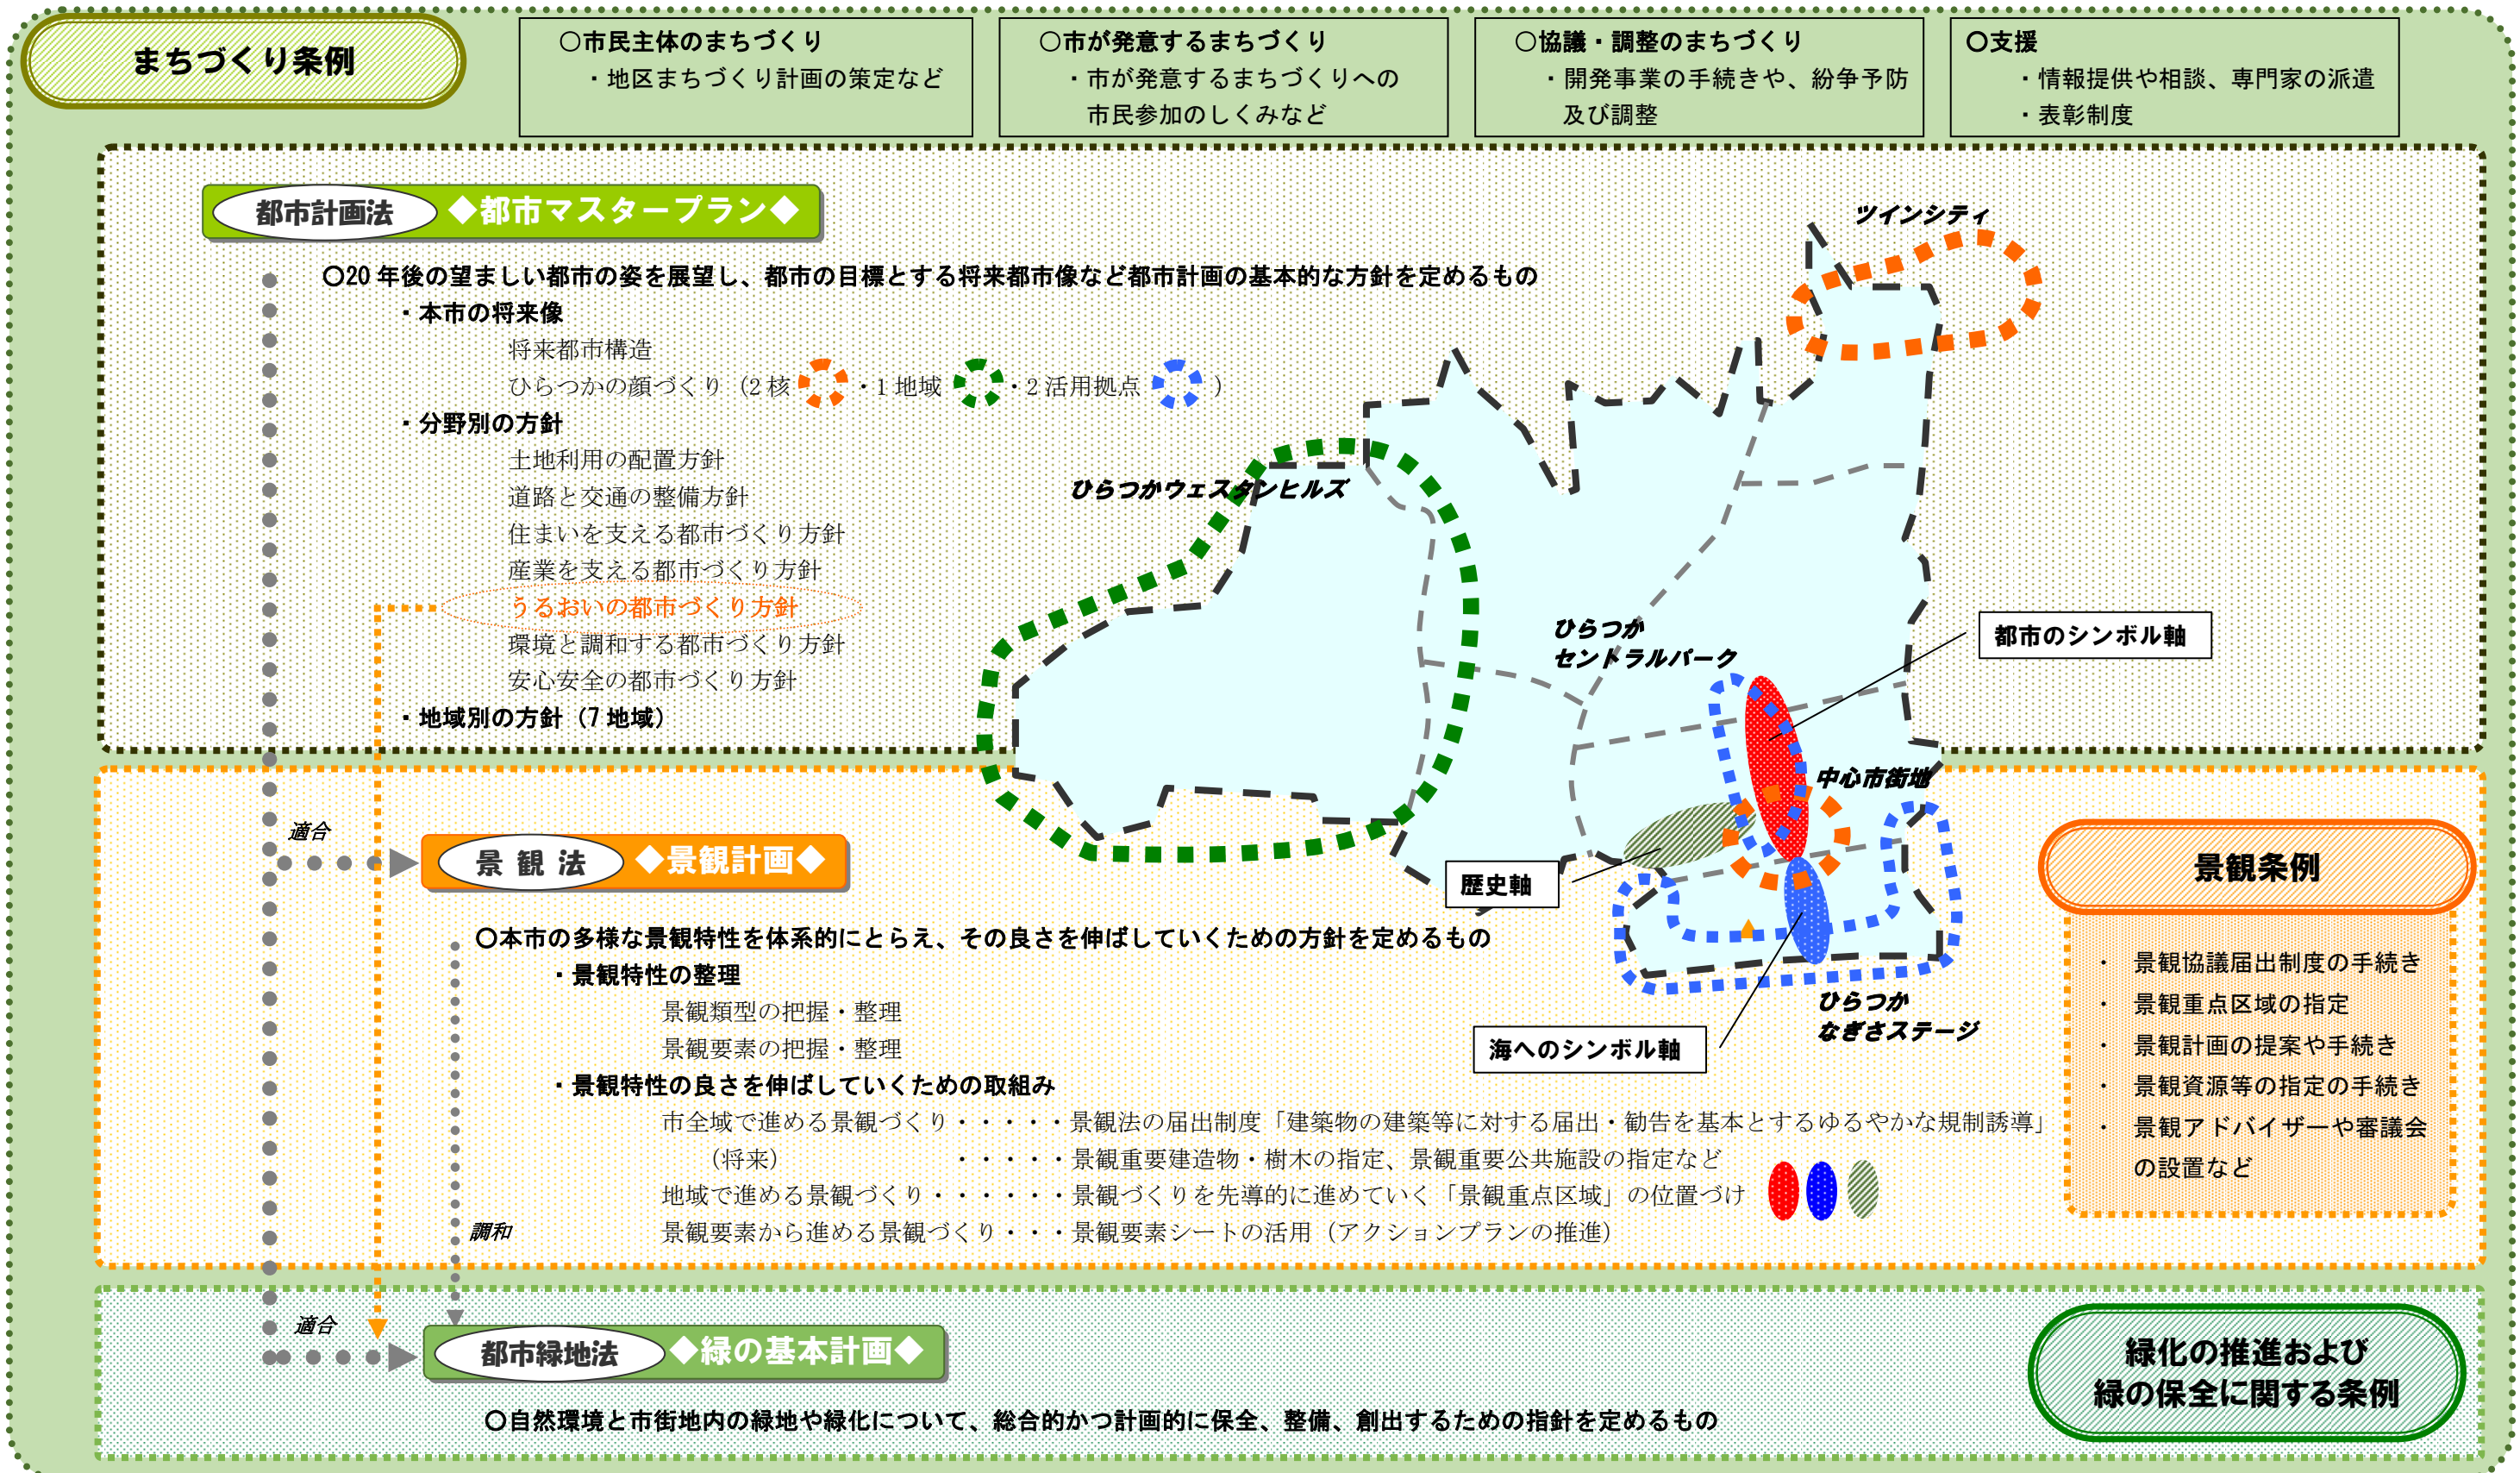 まちづくり条例
○市民主体のまちづくり
・地区まちづくり計画の策定など
○市が発意するまちづくり
・市が発意するまちづくりへの
市民参加のしくみなど
○協議・調整のまちづくり
・開発事業の手続きや、紛争予防
及び調整
○支援
・情報提供や相談、専門家の派遣
・表彰制度
都市計画法 ◆都市マスタープラン◆
○20 年後の望ましい都市の姿を展望し、都市の目標とする将来都市像など都市計画の基本的な方針を定めるもの
・本市の将来像
将来都市構造
ひらつかの顔づくり（2 核 ・1 地域 ・2 活用拠点 ）
・分野別の方針
土地利用の配置方針
道路と交通の整備方針
住まいを支える都市づくり方針
産業を支える都市づくり方針
うるおいの都市づくり方針
環境と調和する都市づくり方針
安心安全の都市づくり方針
・地域別の方針（7 地域）
ツインシティ
ひらつかウェスタンヒルズ
ひらつか
セントラルパーク
都市のシンボル軸
中心市街地
歴史軸
海へのシンボル軸
ひらつか
なぎさステージ
適合
景 観 法 ◆景観計画◆
○本市の多様な景観特性を体系的にとらえ、その良さを伸ばしていくための方針を定めるもの
・景観特性の整理
景観類型の把握・整理
景観要素の把握・整理
・景観特性の良さを伸ばしていくための取組み
市全域で進める景観づくり・・・・・景観法の届出制度「建築物の建築等に対する届出・勧告を基本とするゆるやかな規制誘導」
（将来） ・・・・・景観重要建造物・樹木の指定、景観重要公共施設の指定など
地域で進める景観づくり・・・・・・景観づくりを先導的に進めていく「景観重点区域」の位置づけ
景観要素から進める景観づくり・・・景観要素シートの活用（アクションプランの推進）
調和
景観条例
・ 景観協議届出制度の手続き
・ 景観重点区域の指定
・ 景観計画の提案や手続き
・ 景観資源等の指定の手続き
・ 景観アドバイザーや審議会
の設置など
適合
都市緑地法 ◆緑の基本計画◆
○自然環境と市街地内の緑地や緑化について、総合的かつ計画的に保全、整備、創出するための指針を定めるもの
緑化の推進および
緑の保全に関する条例